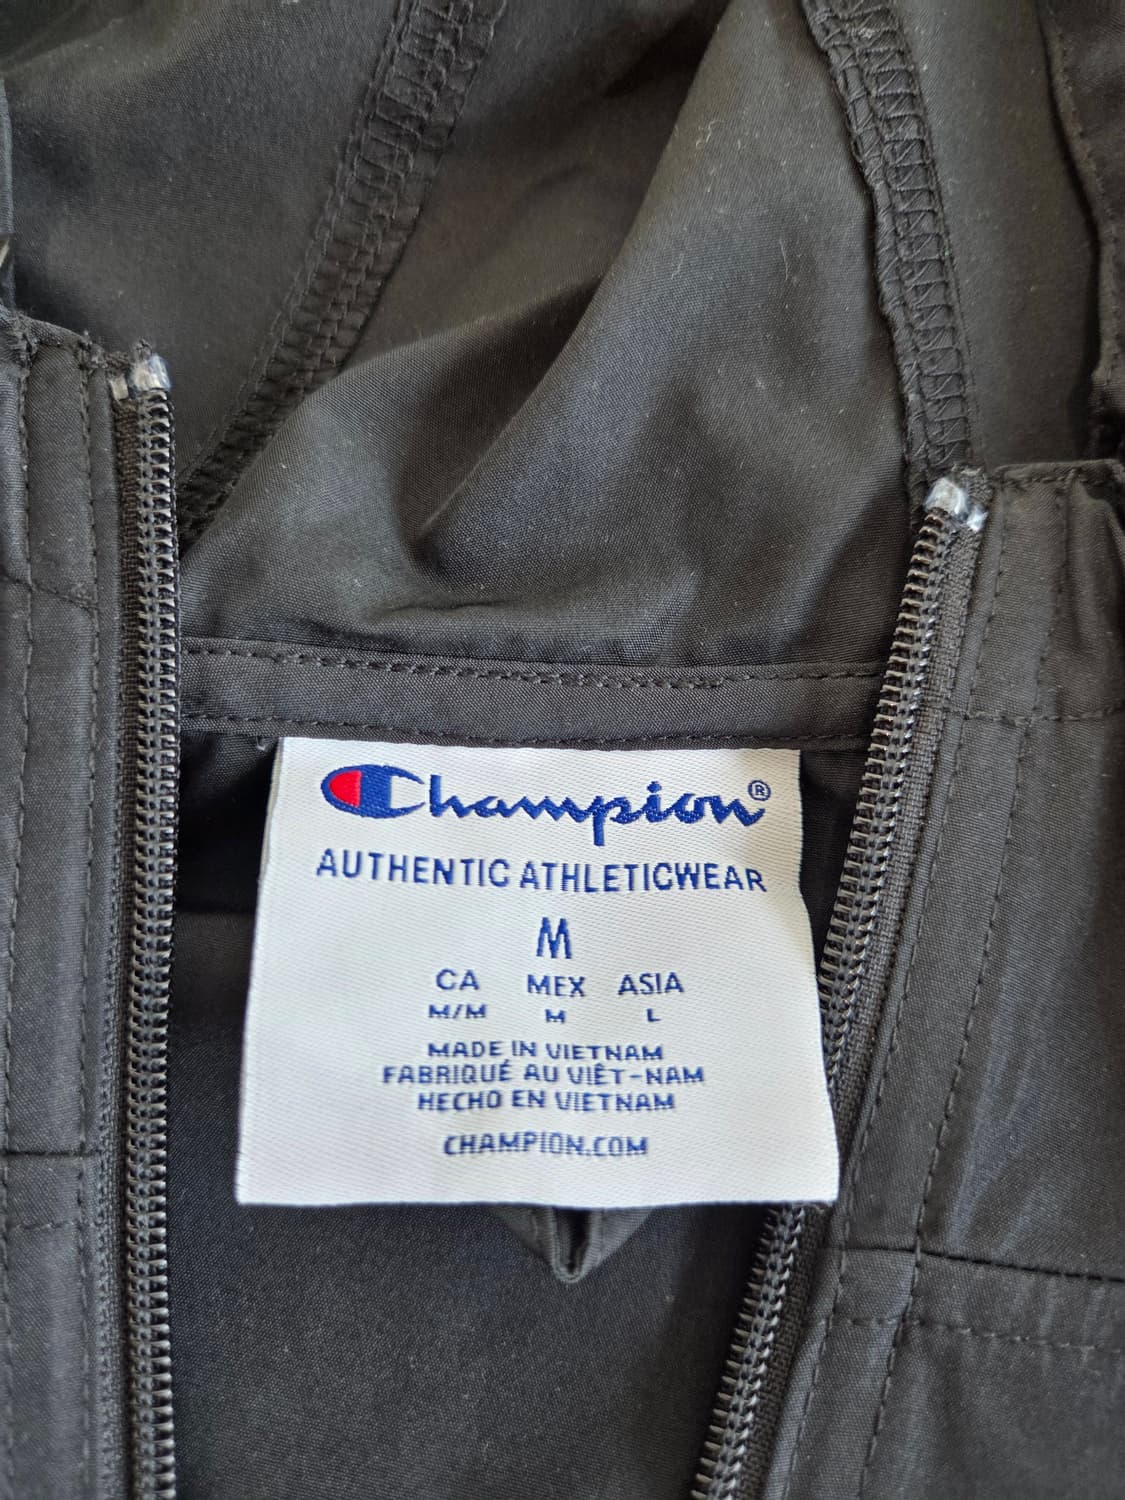 Champion®
AUTHENTIC ATHLETICWEAR
M
CA MEX ASIA
M/M M L
MADE IN VIETNAM
FABRIQUÉ AU VIÊT-NAM
HECHO EN VIETNAM
CHAMPION.COM